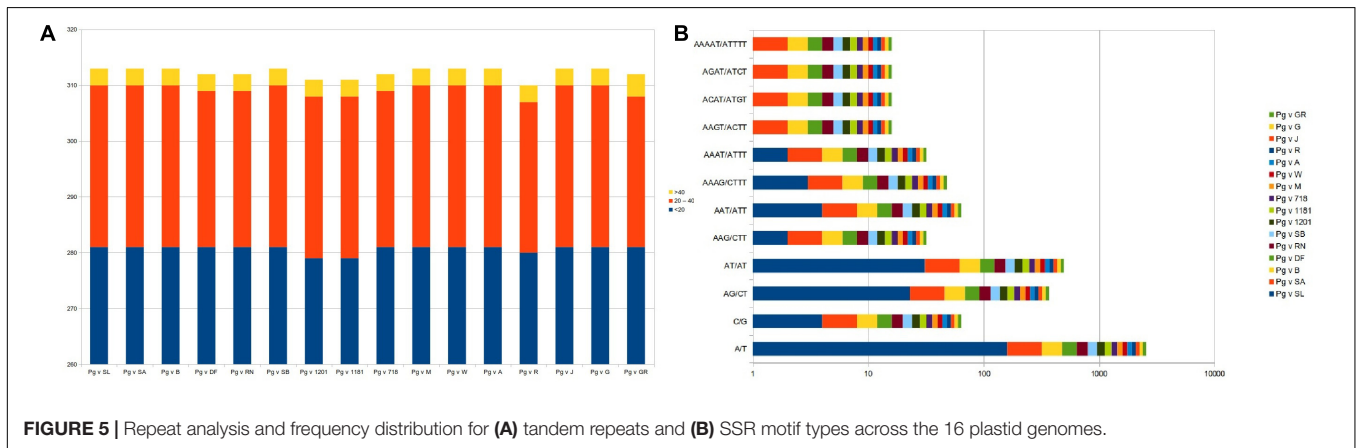 A
320
310
300
290
280
270
260
Pg v SL Pg v SA Pg v B Pg v DF Pg v RN Pg v SB Pg v 1201 Pg v 1181 Pg v 718 Pg v M Pg v W Pg v A Pg v R Pg v J Pg v G Pg v GR
>40
20 – 40
<20
B
AAAAT/ATTTT
AGAT/ATCT
ACAT/ATGT
AAGT/ACTT
AAAT/ATTT
AAAG/CTTT
AAT/ATT
AAG/CTT
AT/AT
AG/CT
C/G
A/T
1 10 100 1000 10000
Pg v GR
Pg v G
Pg v J
Pg v R
Pg v A
Pg v W
Pg v M
Pg v 718
Pg v 1181
Pg v 1201
Pg v SB
Pg v RN
Pg v DF
Pg v B
Pg v SA
Pg v SL
FIGURE 5 | Repeat analysis and frequency distribution for (A) tandem repeats and (B) SSR motif types across the 16 plastid genomes.